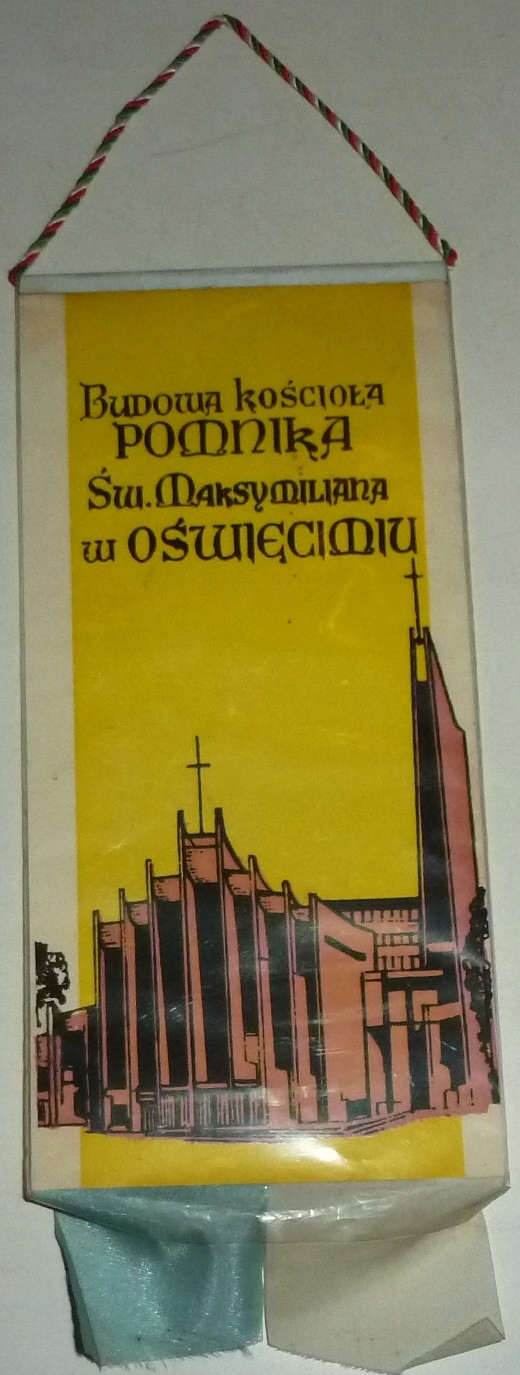 Budowa kościoła
POMNIKA
Św. Maksymiliana
w OŚWIĘCIMIU